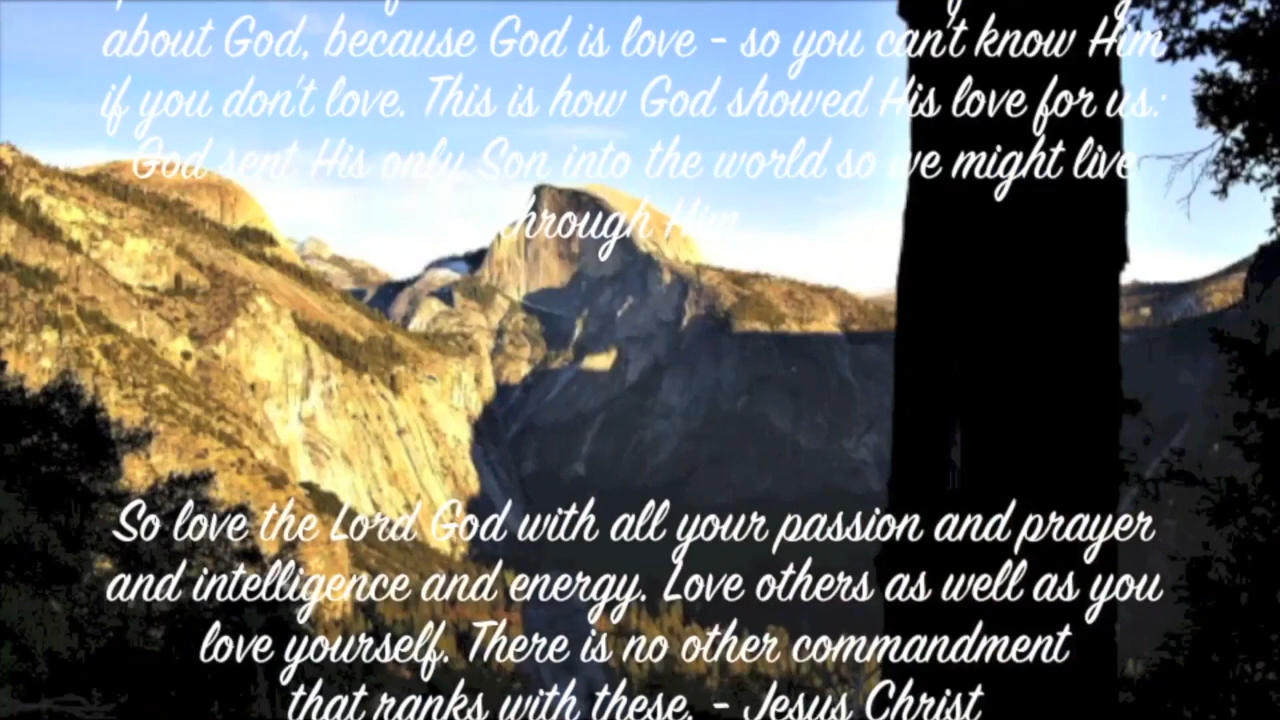 about God, because God is love - so you can't know Him
if you don't love. This is how God showed His love for us:
God sent His only Son into the world so we might live
through Him
So love the Lord God with all your passion and prayer
and intelligence and energy. Love others as well as you
love yourself. There is no other commandment
that ranks with these. - Jesus Christ